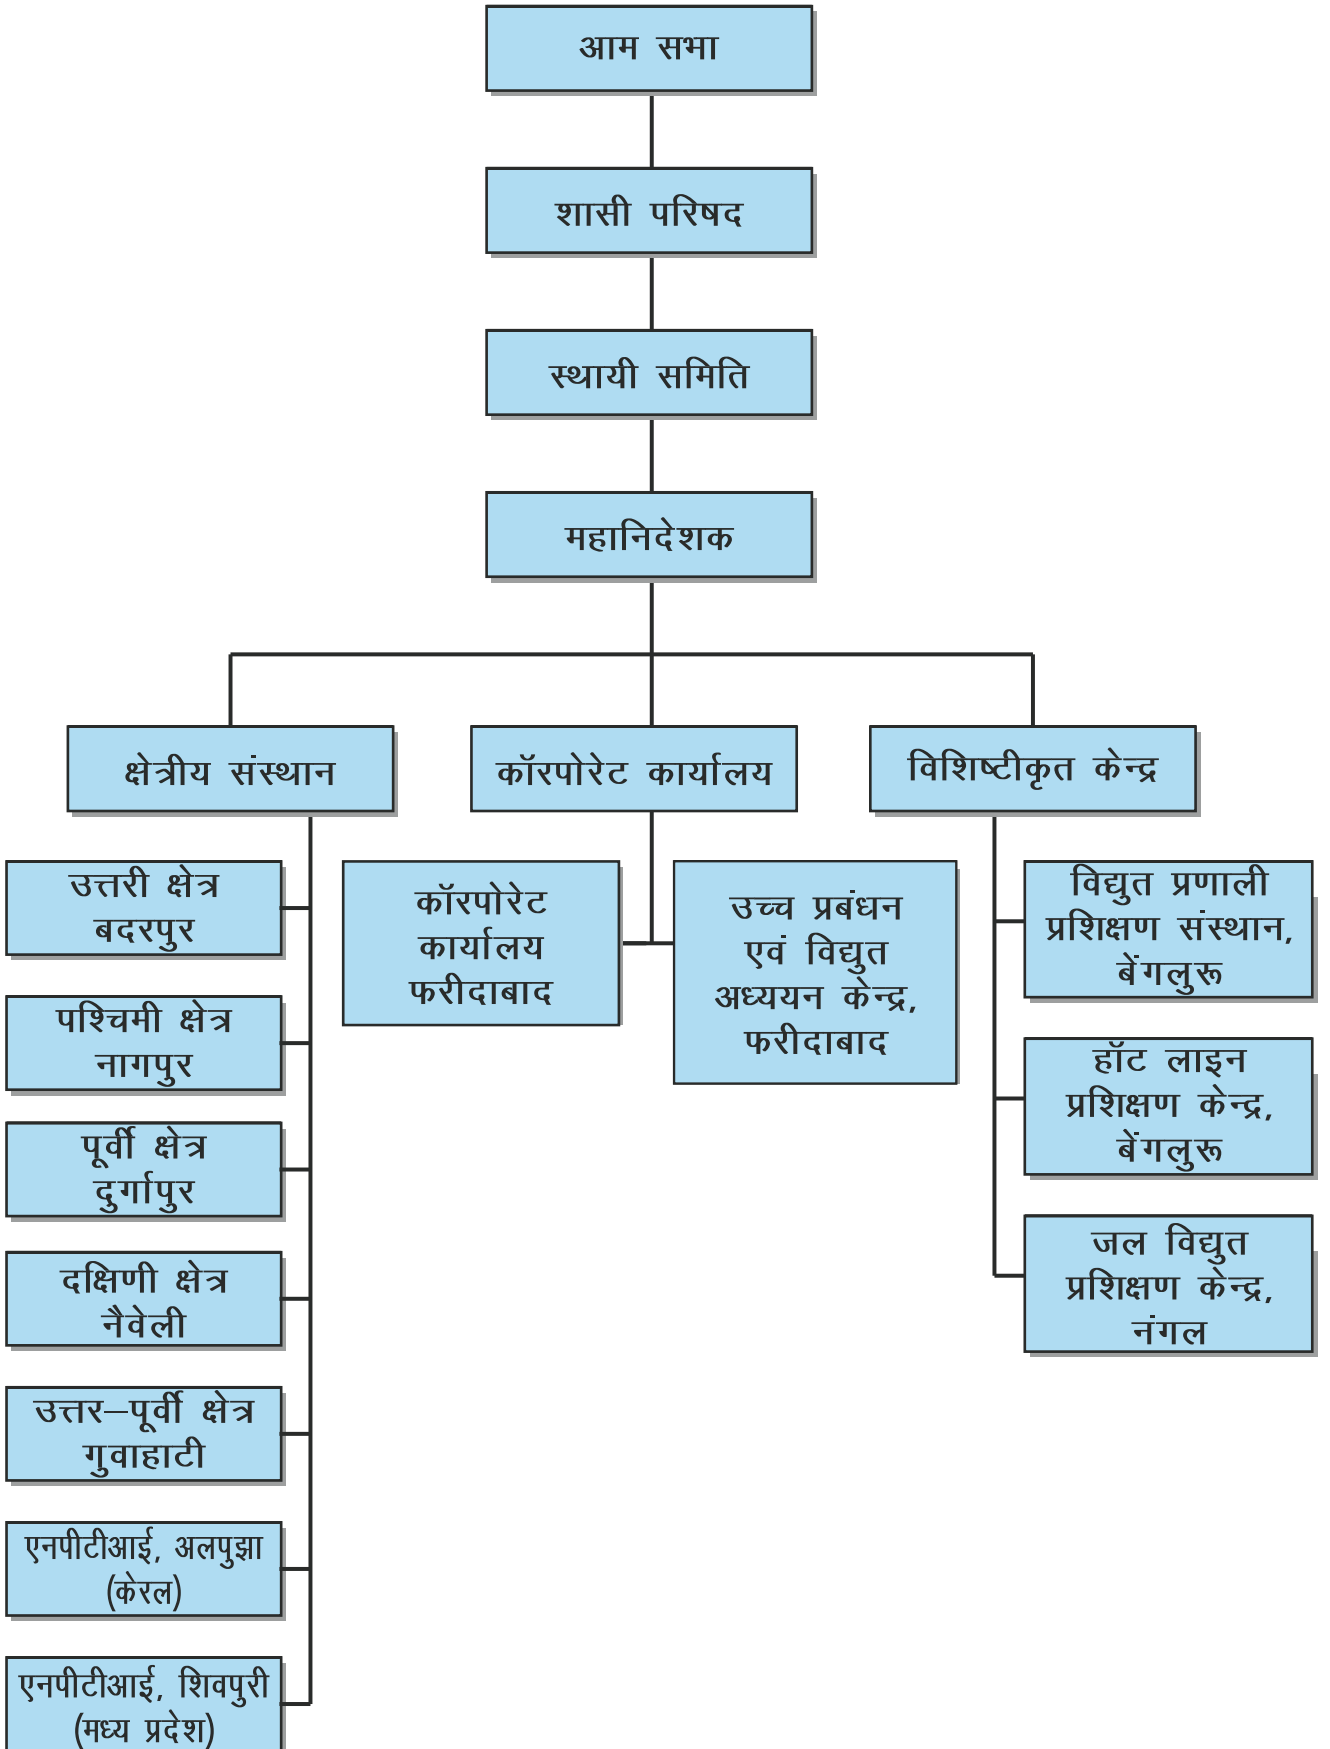 आम सभा
शासी परिषद
स्थायी समिति
महानिदेशक
क्षेत्रीय संस्थान
कॉरपोरेट कार्यालय
विशिष्टीकृत केन्द्र
उत्तरी क्षेत्र
बदरपुर
पश्चिमी क्षेत्र
नागपुर
पूर्वी क्षेत्र
दुर्गापुर
दक्षिणी क्षेत्र
नैवेली
उत्तर–पूर्वी क्षेत्र
गुवाहाटी
एनपीटीआई, अलपुझा
(केरल)
एनपीटीआई, शिवपुरी
(मध्य प्रदेश)
कॉरपोरेट
कार्यालय
फरीदाबाद
उच्च प्रबंधन
एवं विद्युत
अध्ययन केन्द्र,
फरीदाबाद
विद्युत प्रणाली
प्रशिक्षण संस्थान,
बेंगलुरू
हॉट लाइन
प्रशिक्षण केन्द्र,
बेंगलुरू
जल विद्युत
प्रशिक्षण केन्द्र,
नंगल